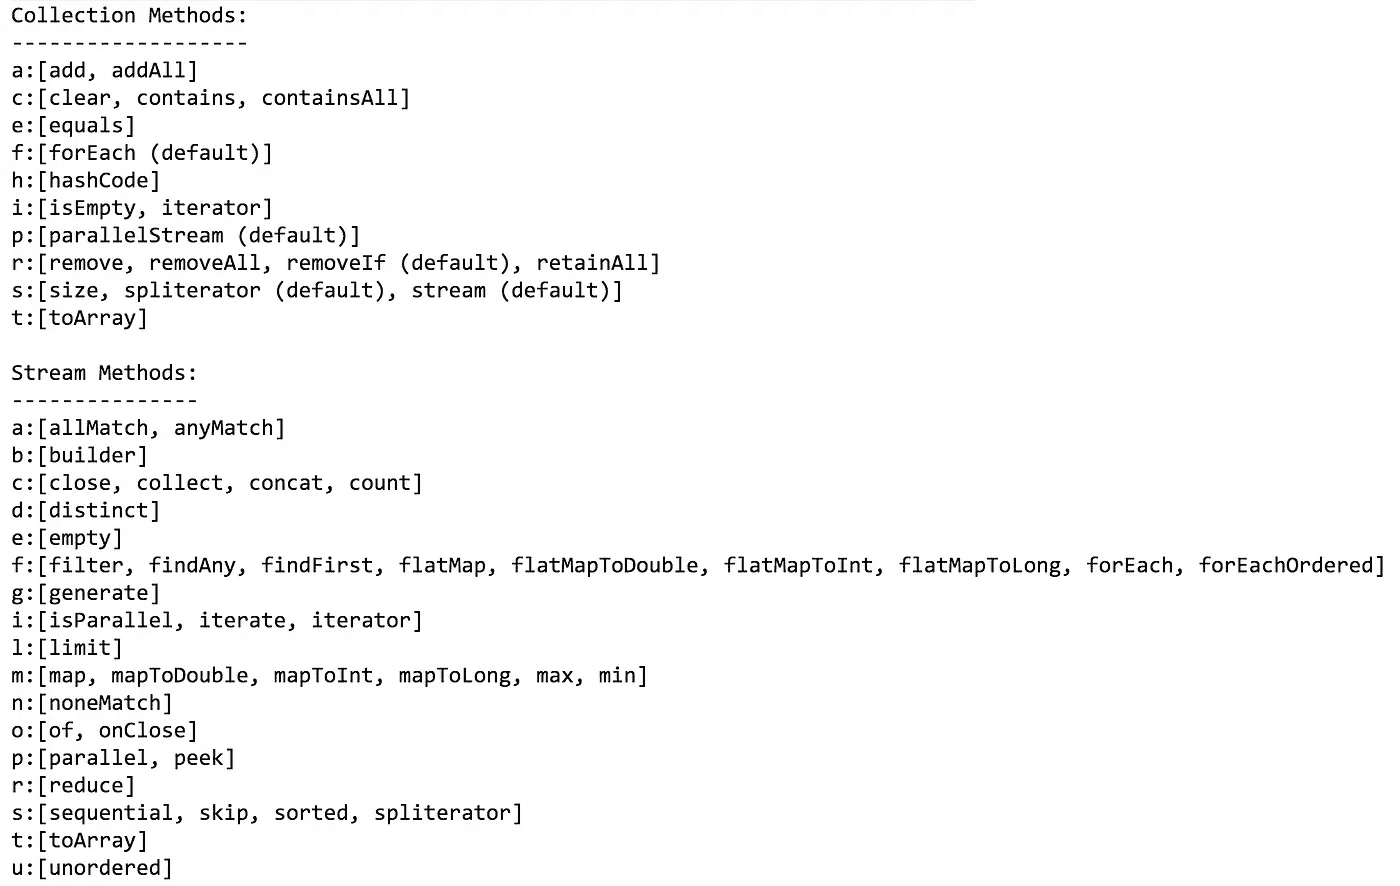 Collection Methods:
-------------------
a:[add, addAll]
c:[clear, contains, containsAll]
e:[equals]
f:[forEach (default)]
h:[hashCode]
i:[isEmpty, iterator]
p:[parallelStream (default)]
r:[remove, removeAll, removeIf (default), retainAll]
s:[size, spliterator (default), stream (default)]
t:[toArray]

Stream Methods:
---------------
a:[allMatch, anyMatch]
b:[builder]
c:[close, collect, concat, count]
d:[distinct]
e:[empty]
f:[filter, findAny, findFirst, flatMap, flatMapToDouble, flatMapToInt, flatMapToLong, forEach, forEachOrdered]
g:[generate]
i:[isParallel, iterate, iterator]
l:[limit]
m:[map, mapToDouble, mapToInt, mapToLong, max, min]
n:[noneMatch]
o:[of, onClose]
p:[parallel, peek]
r:[reduce]
s:[sequential, skip, sorted, spliterator]
t:[toArray]
u:[unordered]